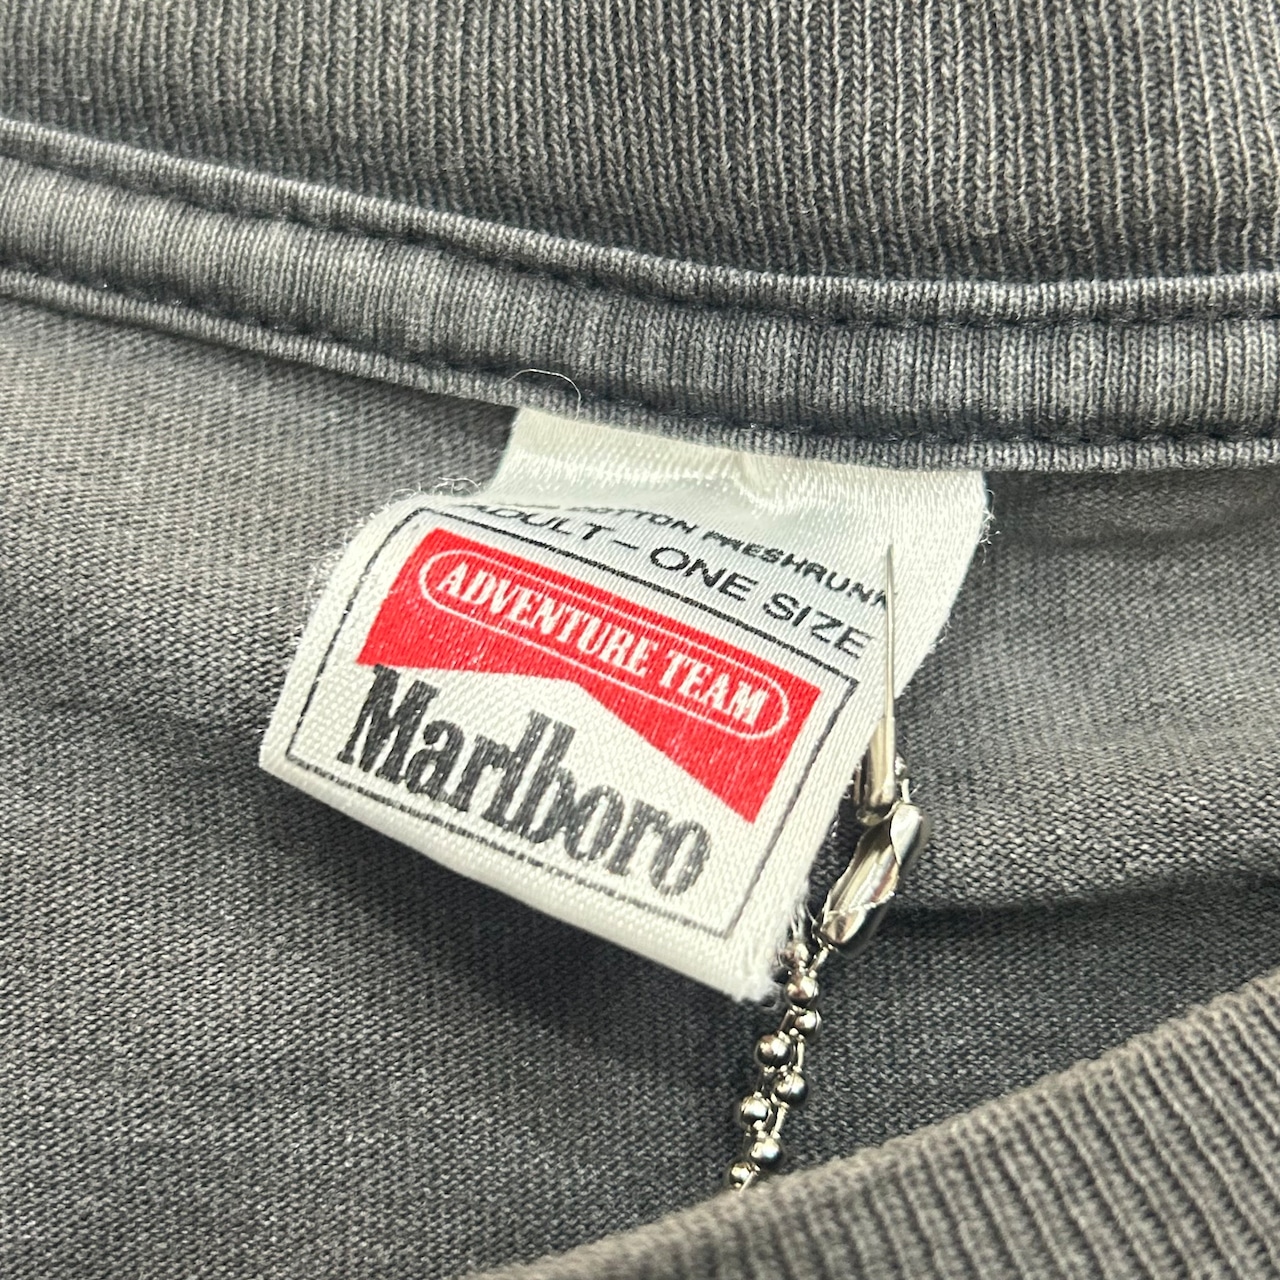 COTTON PRESHRUNK
ADULT – ONE SIZE
ADVENTURE TEAM
Marlboro